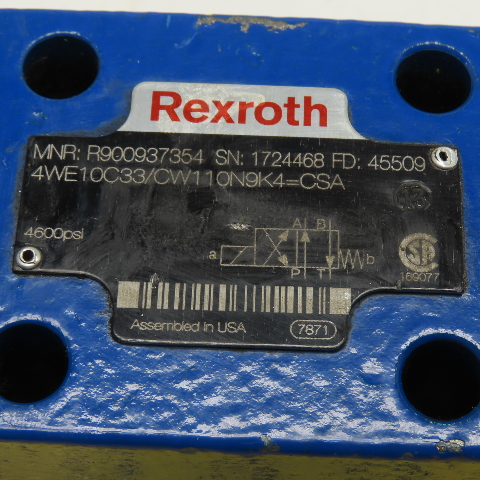 Rexroth
MNR: R900937354 SN: 1724468 FD: 45509
4WE10C33/CW110N9K4=CSA
4600psi
A B
a b
P T
169077
Assembled in USA 7871